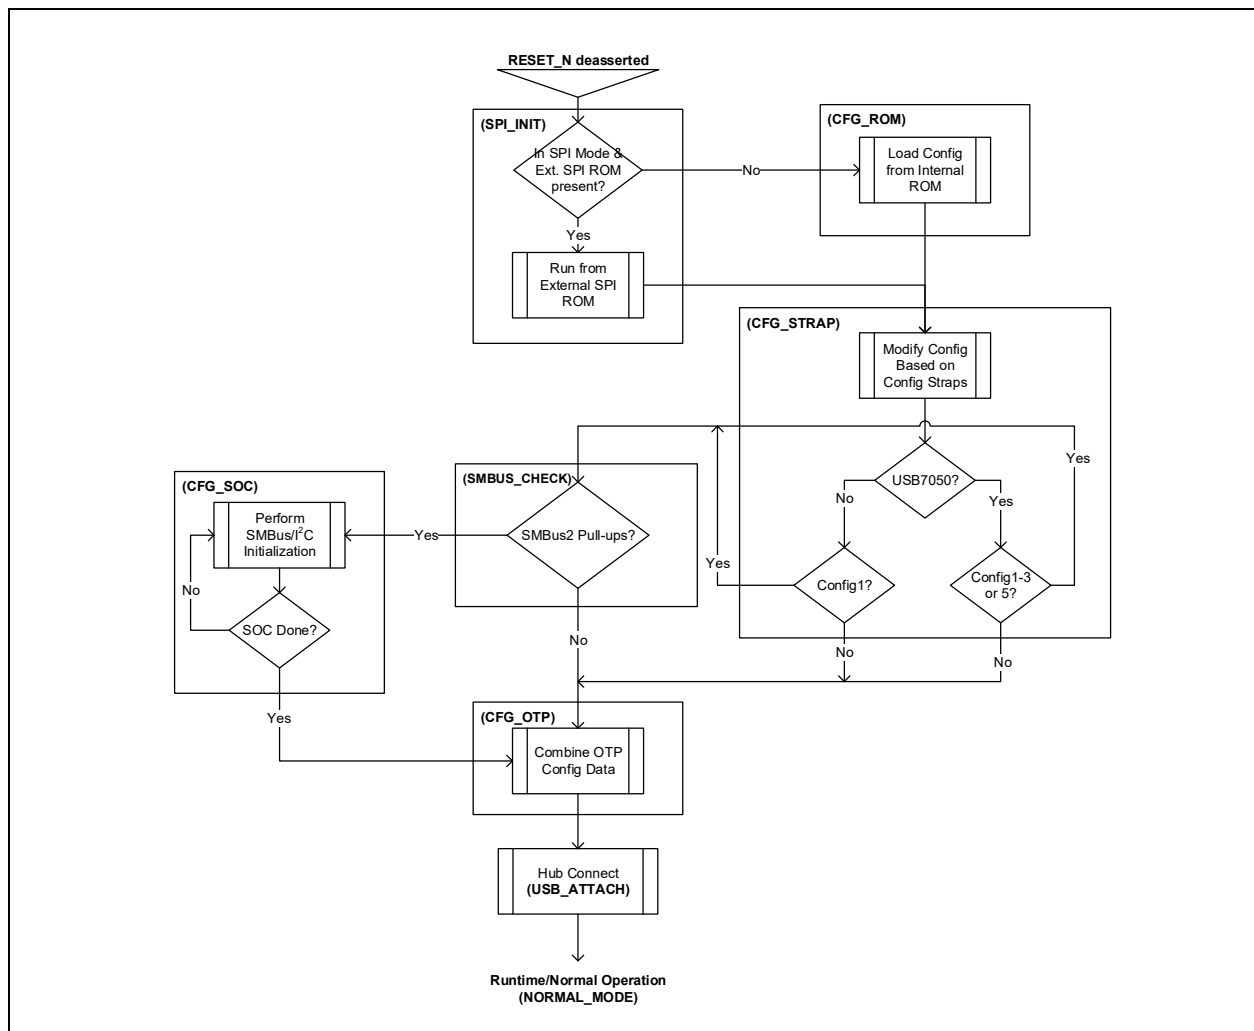 RESET_N deasserted
(SPI_INIT)
In SPI Mode &
Ext. SPI ROM
present?
No
(CFG_ROM)
Load Config
from Internal
ROM
Yes
Run from
External SPI
ROM
(CFG_STRAP)
Modify Config
Based on
Config Straps
USB7050?
No
Yes
Yes
Config1?
Yes
Config1-3
or 5?
No
No
(SMBUS_CHECK)
SMBus2 Pull-ups?
Yes
No
(CFG_SOC)
Perform
SMBus/I²C
Initialization
No
SOC Done?
Yes
(CFG_OTP)
Combine OTP
Config Data
Hub Connect
(USB_ATTACH)
Runtime/Normal Operation
(NORMAL_MODE)